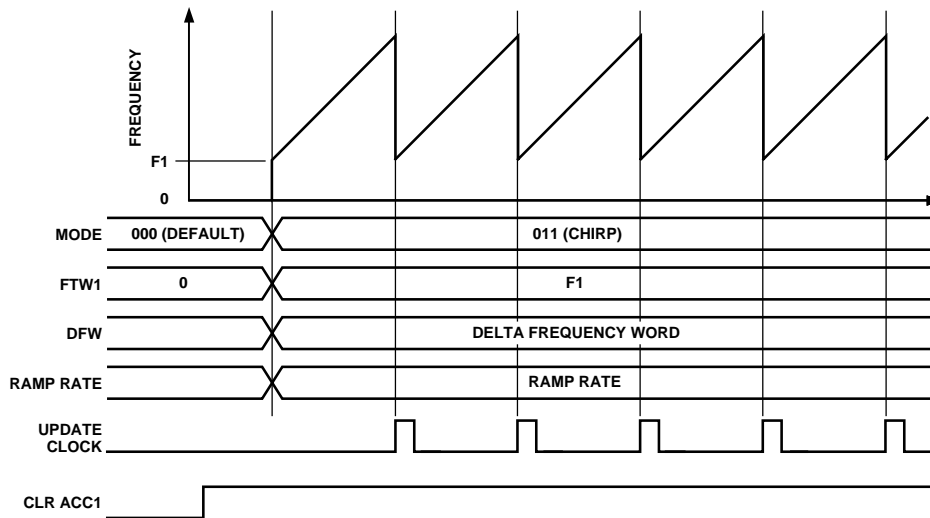 FREQUENCY
F1
0
MODE
000 (DEFAULT)
011 (CHIRP)
FTW1
0
F1
DFW
DELTA FREQUENCY WORD
RAMP RATE
RAMP RATE
UPDATE
CLOCK
CLR ACC1